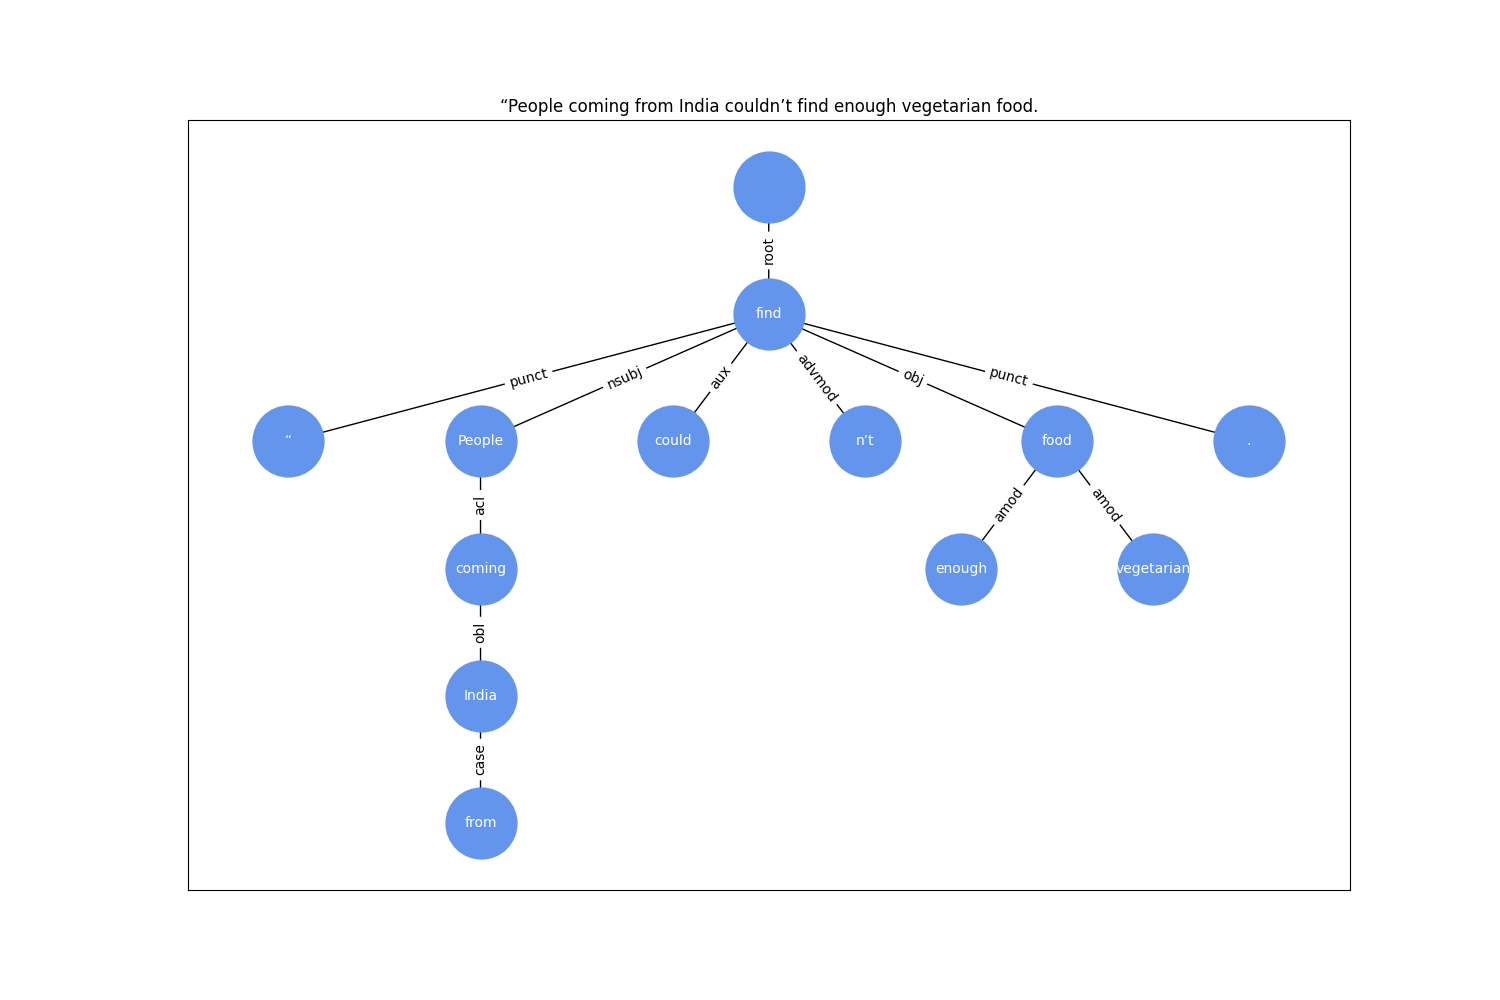 “People coming from India couldn’t find enough vegetarian food.
root
find
punct
nsubj
aux
advmod
obj
punct
“
People
could
n’t
food
.
acl
amod
amod
coming
enough
vegetarian
obl
India
case
from